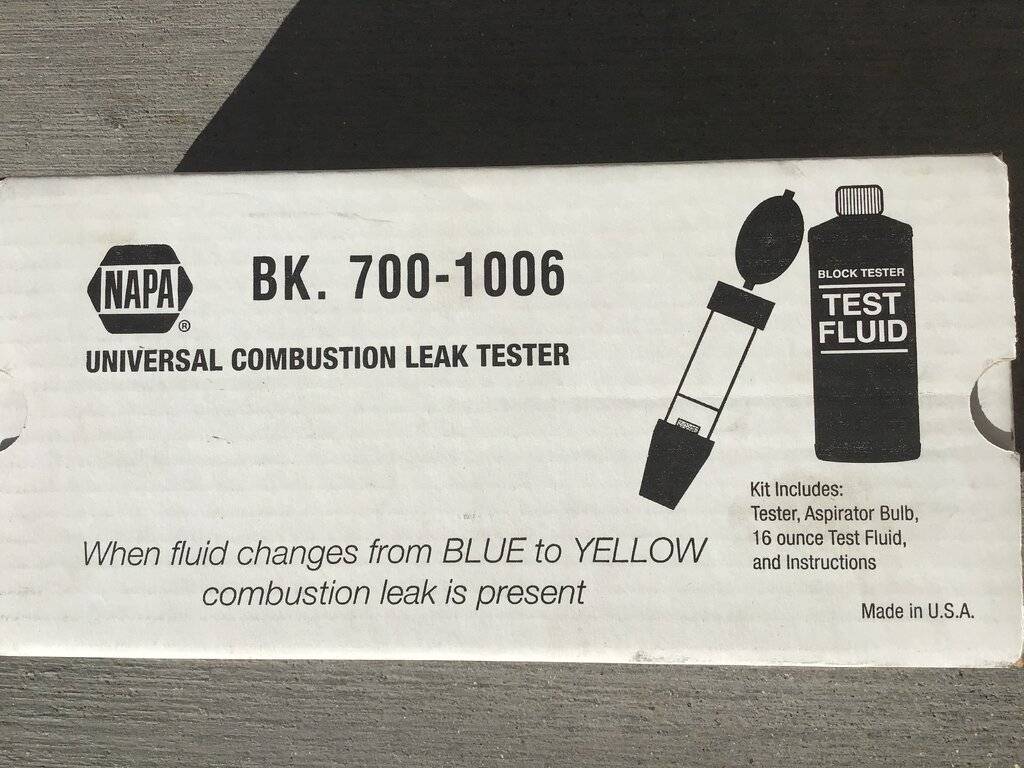 NAPA
®
BK. 700-1006
UNIVERSAL COMBUSTION LEAK TESTER
BLOCK TESTER
TEST
FLUID
Kit Includes:
Tester, Aspirator Bulb,
16 ounce Test Fluid,
and Instructions
When fluid changes from BLUE to YELLOW
combustion leak is present
Made in U.S.A.